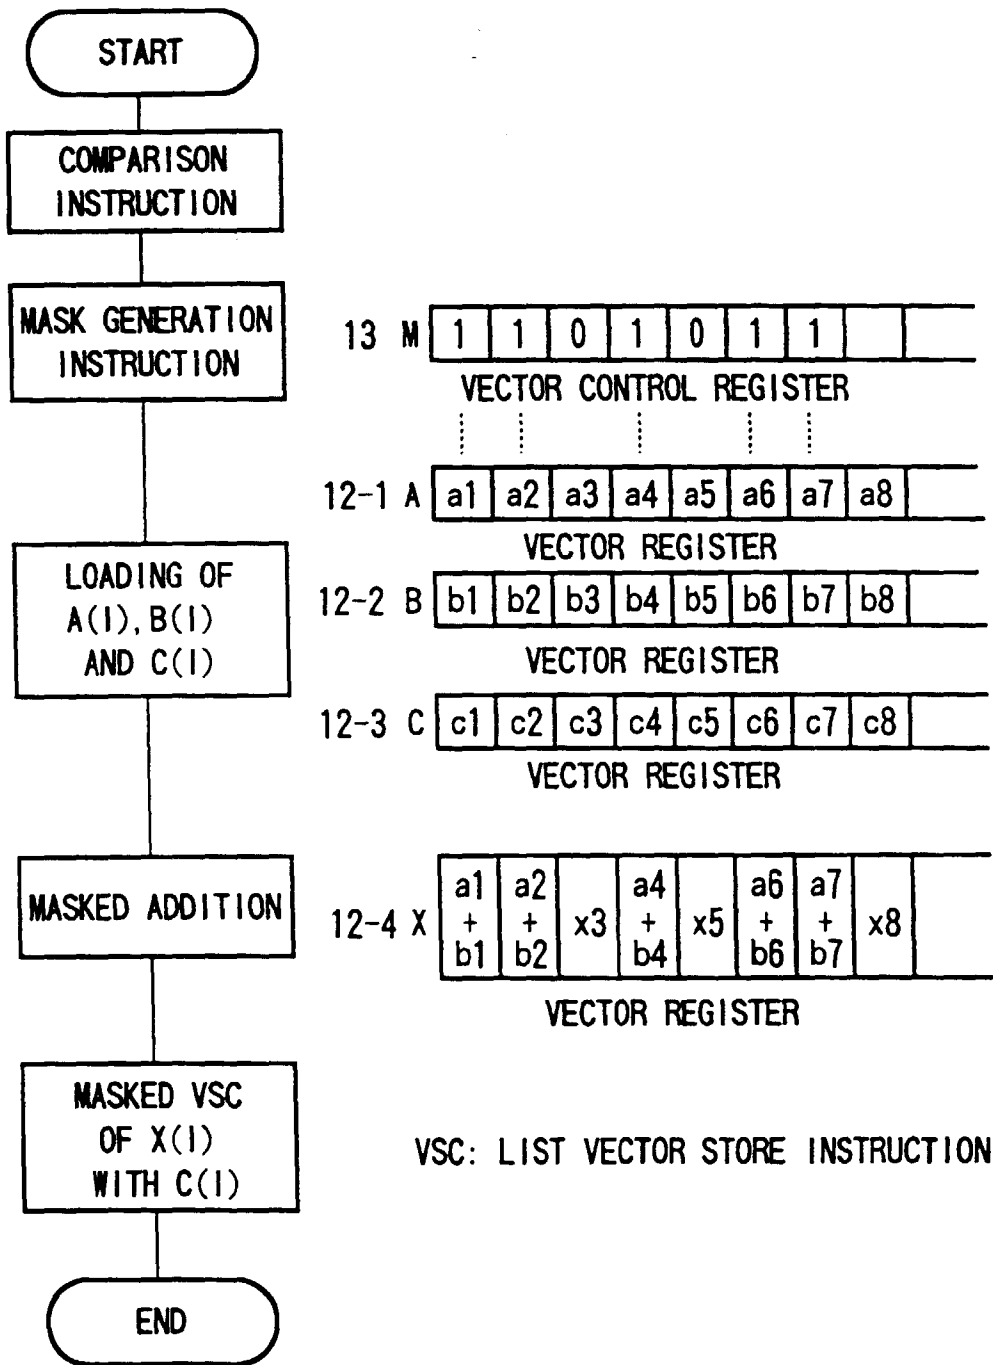 START
COMPARISON
INSTRUCTION
MASK GENERATION
INSTRUCTION
13 M 1 1 0 1 0 1 1
VECTOR CONTROL REGISTER
12-1 A a1 a2 a3 a4 a5 a6 a7 a8
VECTOR REGISTER
LOADING OF
A(I), B(I)
AND C(I)
12-2 B b1 b2 b3 b4 b5 b6 b7 b8
VECTOR REGISTER
12-3 C c1 c2 c3 c4 c5 c6 c7 c8
VECTOR REGISTER
MASKED ADDITION
12-4 X
a1 + b1
a2 + b2
x3
a4 + b4
x5
a6 + b6
a7 + b7
x8
VECTOR REGISTER
MASKED VSC
OF X(I)
WITH C(I)
VSC: LIST VECTOR STORE INSTRUCTION
END